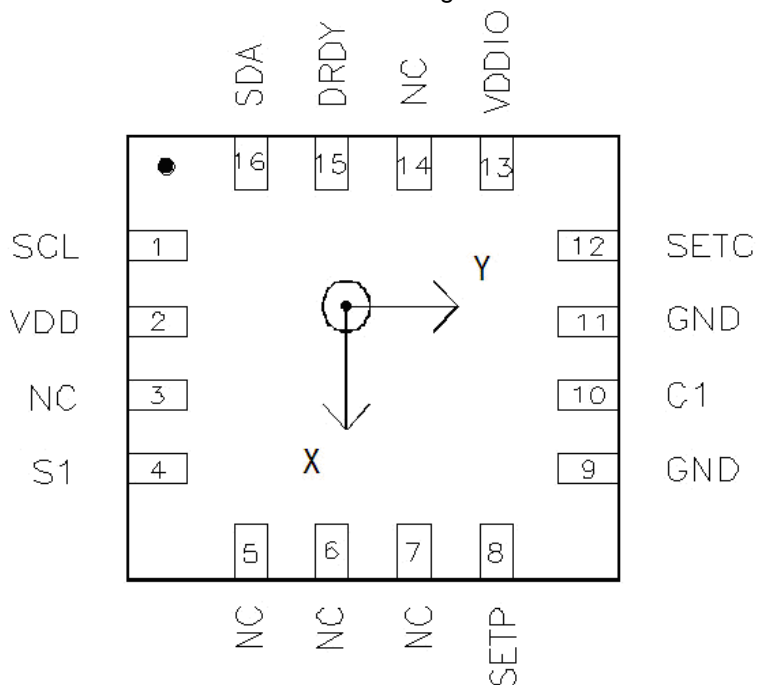 SDA
DRDY
NC
VDDIO
16 15 14 13
SCL 1 12 SETC
Y
VDD 2 11 GND
NC 3 10 C1
X
S1 4 9 GND
5 6 7 8
NC
NC
NC
SETP